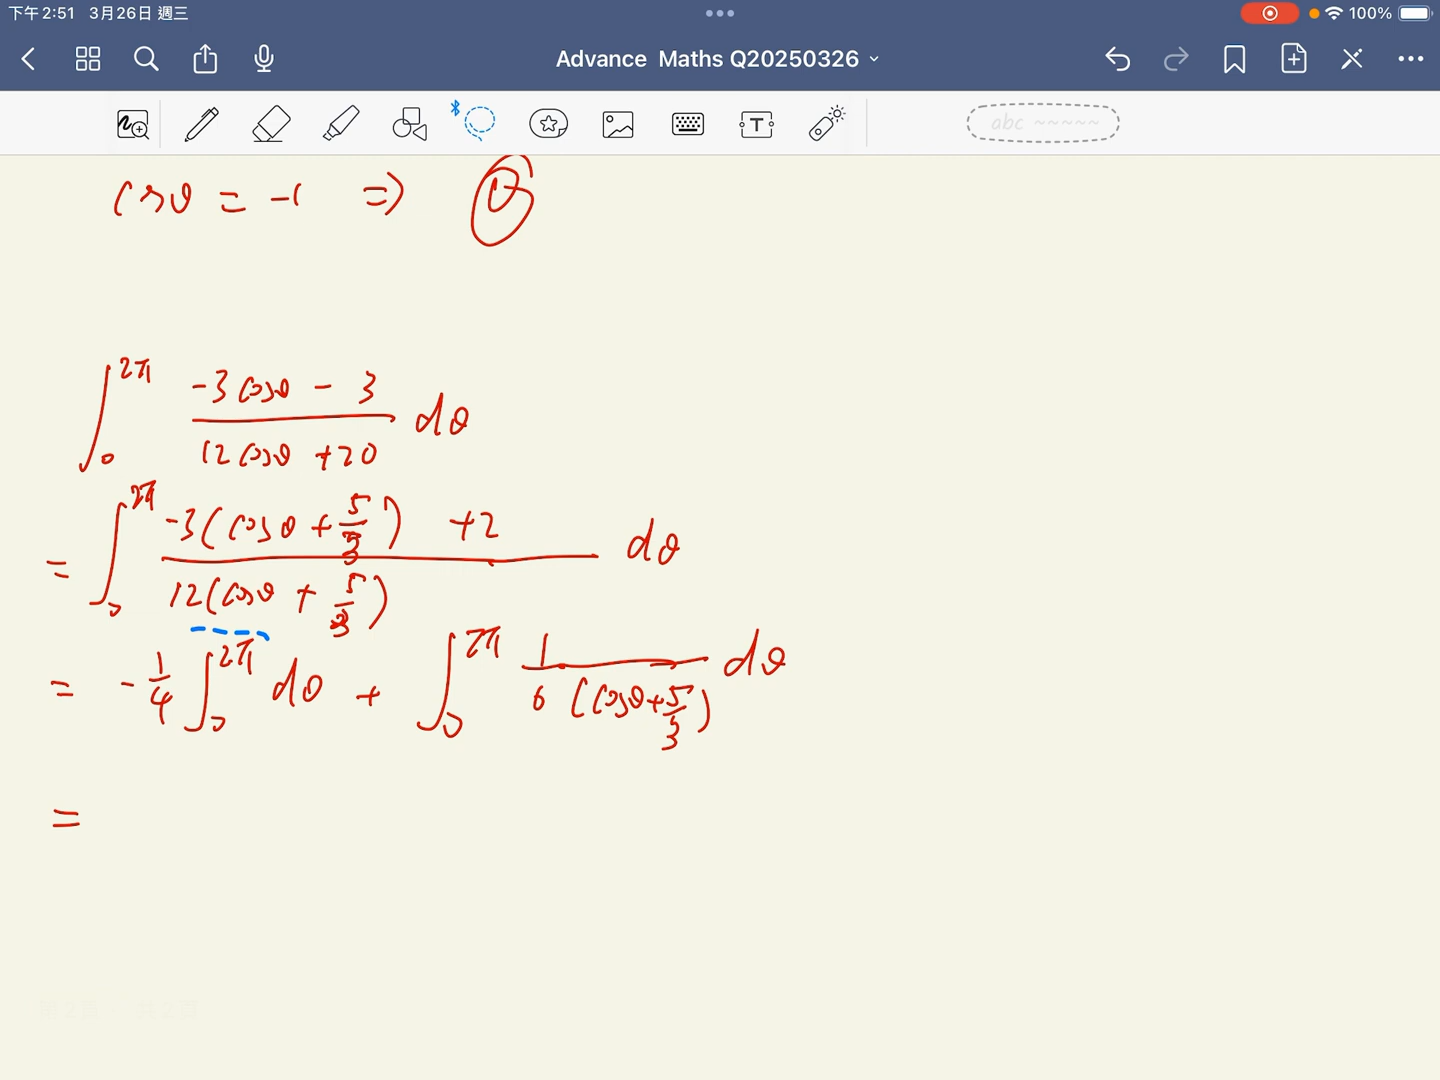 下午2:51 3月26日 週三
100%
Advance Maths Q20250326
abc ~~~~~
cosθ = -1 ⇒
∫₀^{2π} (-3cosθ - 3)/(12cosθ + 20) dθ
= ∫₀^{2π} (-3(cosθ + 5/3) + 2)/(12(cosθ + 5/3)) dθ
= -1/4 ∫₀^{2π} dθ + ∫₀^{2π} 1/(6(cosθ + 5/3)) dθ
=